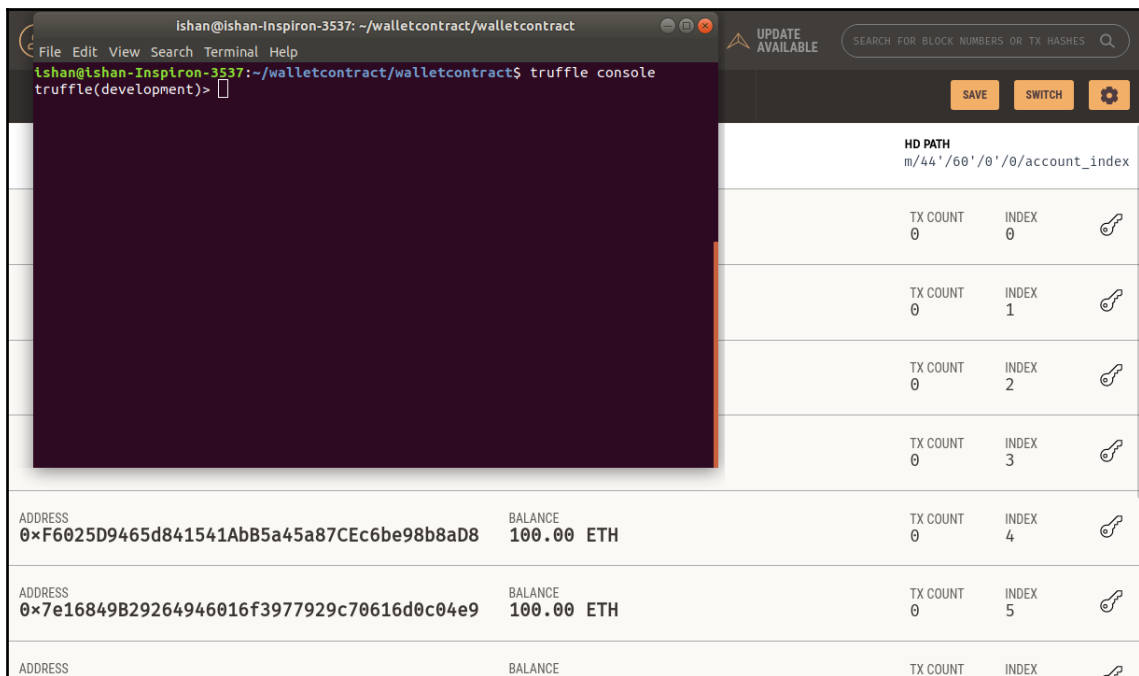 ishan@ishan-Inspiron-3537: ~/walletcontract/walletcontract
File Edit View Search Terminal Help
ishan@ishan-Inspiron-3537:~/walletcontract/walletcontract$ truffle console
truffle(development)>
UPDATE
AVAILABLE
SEARCH FOR BLOCK NUMBERS OR TX HASHES
SAVE SWITCH
HD PATH
m/44'/60'/0'/0/account_index
TX COUNT INDEX
0 0
TX COUNT INDEX
0 1
TX COUNT INDEX
0 2
TX COUNT INDEX
0 3
ADDRESS BALANCE TX COUNT INDEX
0×F6025D9465d841541AbB5a45a87CEc6be98b8aD8 100.00 ETH 0 4
ADDRESS BALANCE TX COUNT INDEX
0×7e16849B29264946016f3977929c70616d0c04e9 100.00 ETH 0 5
ADDRESS BALANCE TX COUNT INDEX